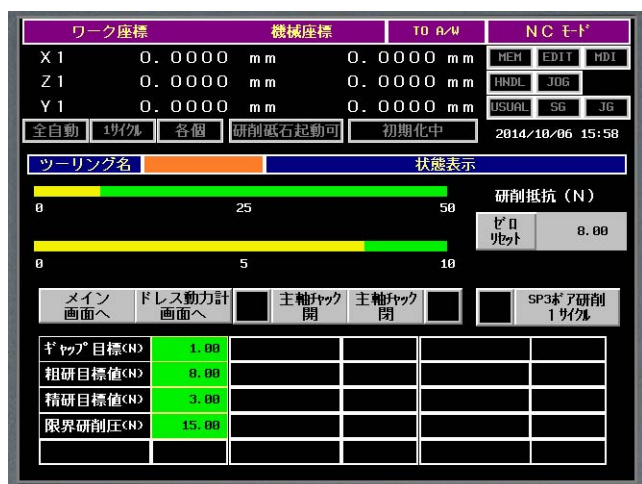 ワーク座標 機械座標 TO A/W NC モード
X1 0.0000 mm 0.0000 mm MEM EDIT MDI
Z1 0.0000 mm 0.0000 mm HNDL JOG
Y1 0.0000 mm 0.0000 mm USUAL SG JG
全自動 1サイクル 各個 研削砥石起動可 初期化中 2014/10/06 15:58
ツーリング名 状態表示
0 25 50 研削抵抗(N)
ゼロ
リセット 8.00
0 5 10
メイン
画面へ ドレス動力計
画面へ 主軸チャック
開 主軸チャック
閉 SP3ボア研削
1サイクル
ギャップ目標(N) 1.00
粗研目標値(N) 8.00
精研目標値(N) 3.00
限界研削圧(N) 15.00